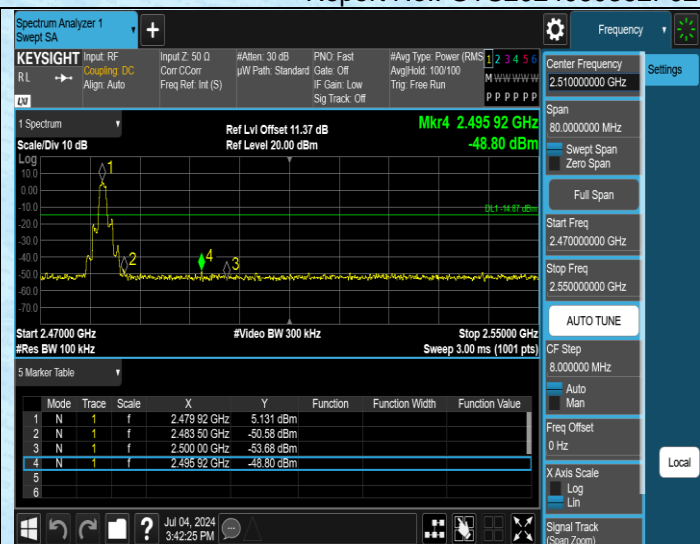 Spectrum Analyzer 1
Swept SA
+
Frequency
KEYSIGHT
RL
LXI
Input: RF
Coupling: DC
Align: Auto
Input Z: 50 Ω
Corr CCorr
Freq Ref: Int (S)
#Atten: 30 dB
µW Path: Standard
PNO: Fast
Gate: Off
IF Gain: Low
Sig Track: Off
#Avg Type: Power (RMS
Avg|Hold: 100/100
Trig: Free Run
1 2 3 4 5 6
M W W W W W
P P P P P P
Center Frequency
2.510000000 GHz
Settings
1 Spectrum
Scale/Div 10 dB
Ref Lvl Offset 11.37 dB
Ref Level 20.00 dBm
Mkr4 2.495 92 GHz
-48.80 dBm
Log
10.0
0.00
-10.0
-20.0
-30.0
-40.0
-50.0
-60.0
-70.0
1
2
3
4
DL1 -14.87 dBm
Start 2.47000 GHz
#Res BW 100 kHz
#Video BW 300 kHz
Stop 2.55000 GHz
Sweep 3.00 ms (1001 pts)
Span
80.0000000 MHz
Swept Span
Zero Span
Full Span
Start Freq
2.470000000 GHz
Stop Freq
2.550000000 GHz
AUTO TUNE
CF Step
8.000000 MHz
Auto
Man
Freq Offset
0 Hz
X Axis Scale
Log
Lin
Signal Track
(Span Zoom)
Local
5 Marker Table
Mode Trace Scale X Y Function Function Width Function Value
1 N 1 f 2.479 92 GHz 5.131 dBm
2 N 1 f 2.483 50 GHz -50.58 dBm
3 N 1 f 2.500 00 GHz -53.68 dBm
4 N 1 f 2.495 92 GHz -48.80 dBm
5
6
?
Jul 04, 2024
3:42:25 PM